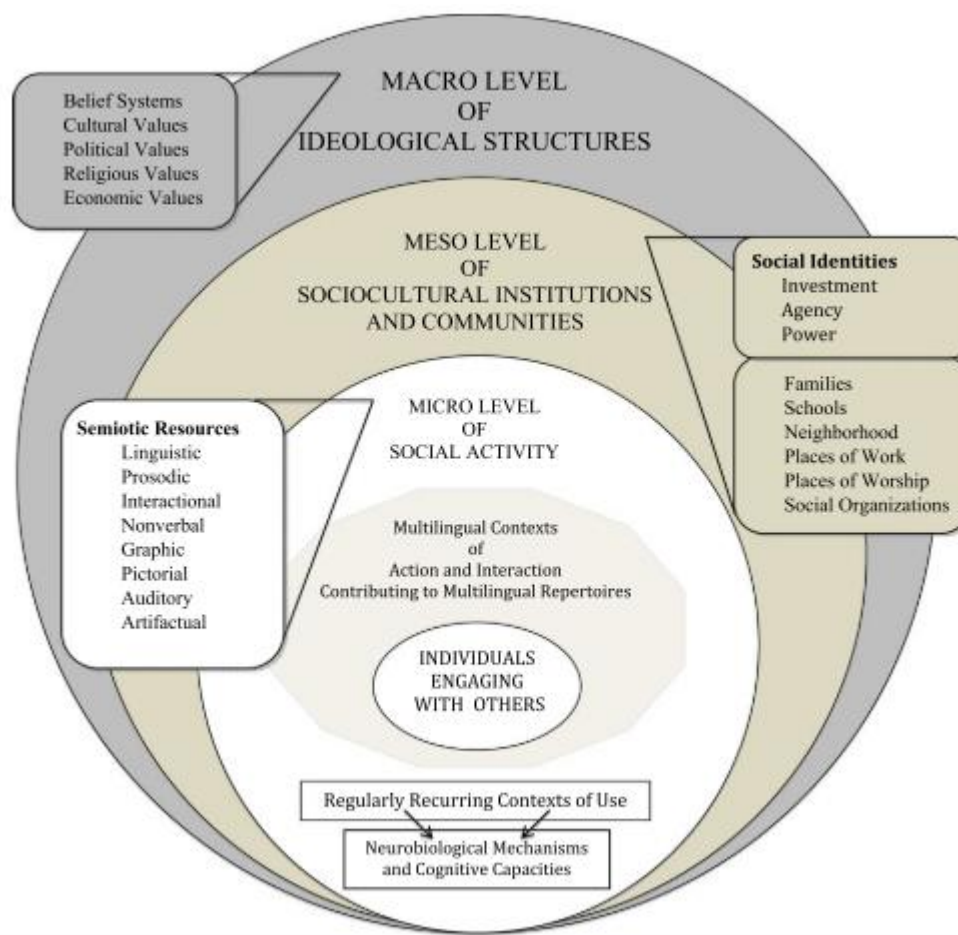 MACRO LEVEL
OF
IDEOLOGICAL STRUCTURES
Belief Systems
Cultural Values
Political Values
Religious Values
Economic Values
MESO LEVEL
OF
SOCIOCULTURAL INSTITUTIONS
AND COMMUNITIES
Social Identities
Investment
Agency
Power
Families
Schools
Neighborhood
Places of Work
Places of Worship
Social Organizations
MICRO LEVEL
OF
SOCIAL ACTIVITY
Semiotic Resources
Linguistic
Prosodic
Interactional
Nonverbal
Graphic
Pictorial
Auditory
Artifactual
Multilingual Contexts
of
Action and Interaction
Contributing to Multilingual Repertoires
INDIVIDUALS
ENGAGING
WITH OTHERS
Regularly Recurring Contexts of Use
Neurobiological Mechanisms
and Cognitive Capacities